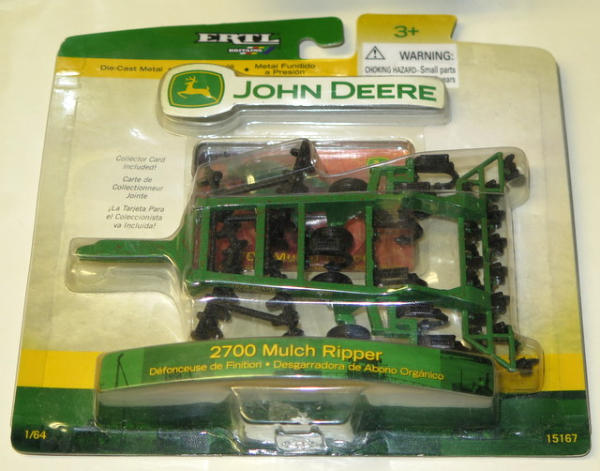 ERTL
BRITAINS
3+
WARNING:
CHOKING HAZARD-Small parts
years
Die-Cast Metal
Metal Fundido
a Presión
JOHN DEERE
Collector Card
Included!
Carte de
Collectionneur
Jointe
¡La Tarjeta Para
el Coleccionista
va Incluida!
2700 Mulch Ripper
Défonceuse de Finition • Desgarradora de Abono Orgánico
1/64
15167